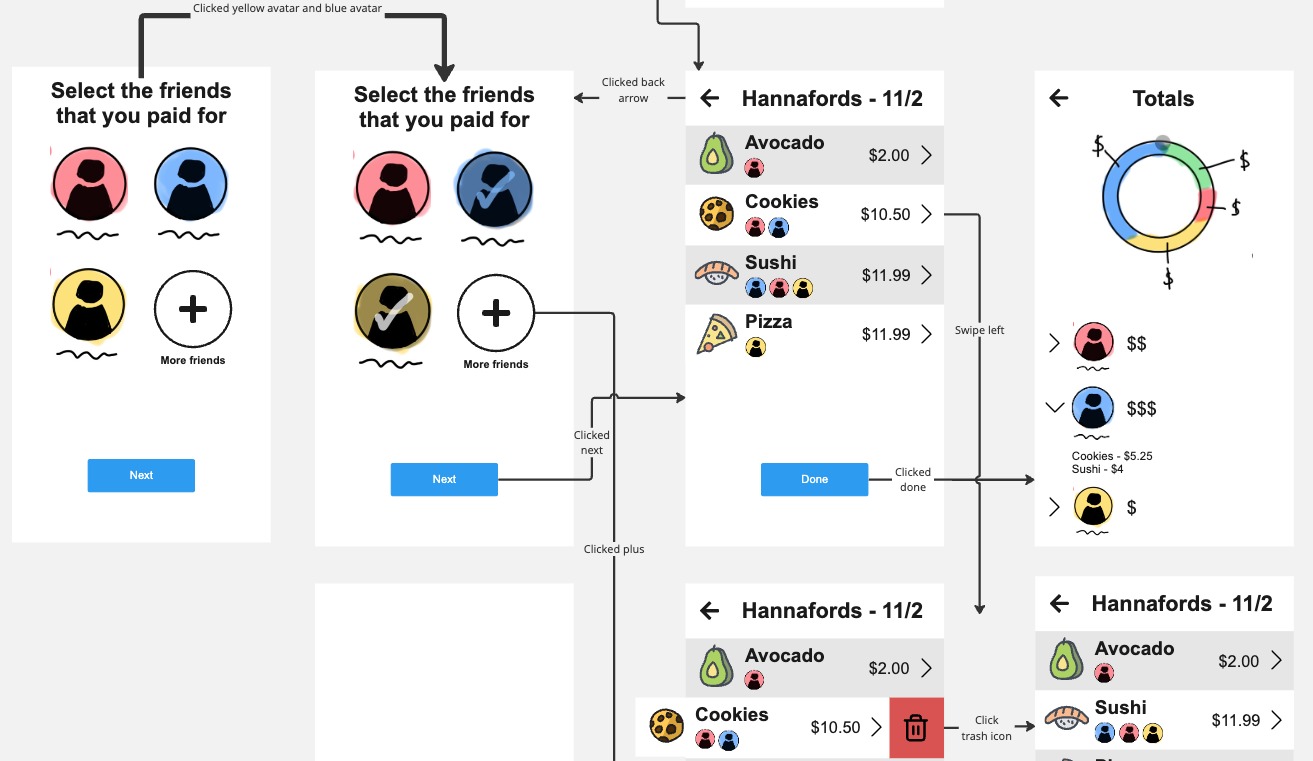 Clicked yellow avatar and blue avatar
Select the friends
that you paid for
More friends
Next
Select the friends
that you paid for
More friends
Next
Clicked back
arrow
Clicked
next
Clicked plus
Hannafords - 11/2
Avocado
$2.00
Cookies
$10.50
Sushi
$11.99
Pizza
$11.99
Done
Swipe left
Clicked
done
Totals
$
$
$
$
$$
$$$
Cookies - $5.25
Sushi - $4
$
Hannafords - 11/2
Avocado
$2.00
Cookies
$10.50
Click
trash icon
Hannafords - 11/2
Avocado
$2.00
Sushi
$11.99